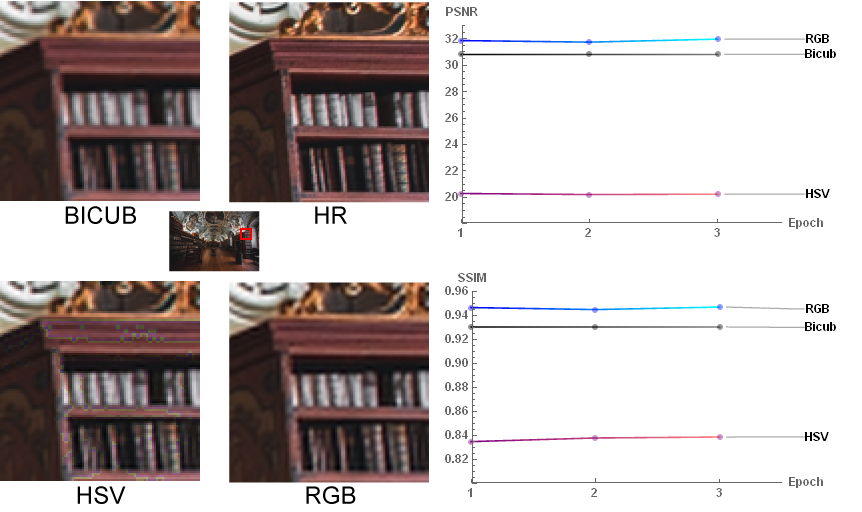 BICUB
HR
HSV
RGB
PSNR
32
30
28
26
24
22
20
1
2
3
Epoch
RGB
Bicub
HSV
SSIM
0.96
0.94
0.92
0.90
0.88
0.86
0.84
0.82
1
2
3
Epoch
RGB
Bicub
HSV